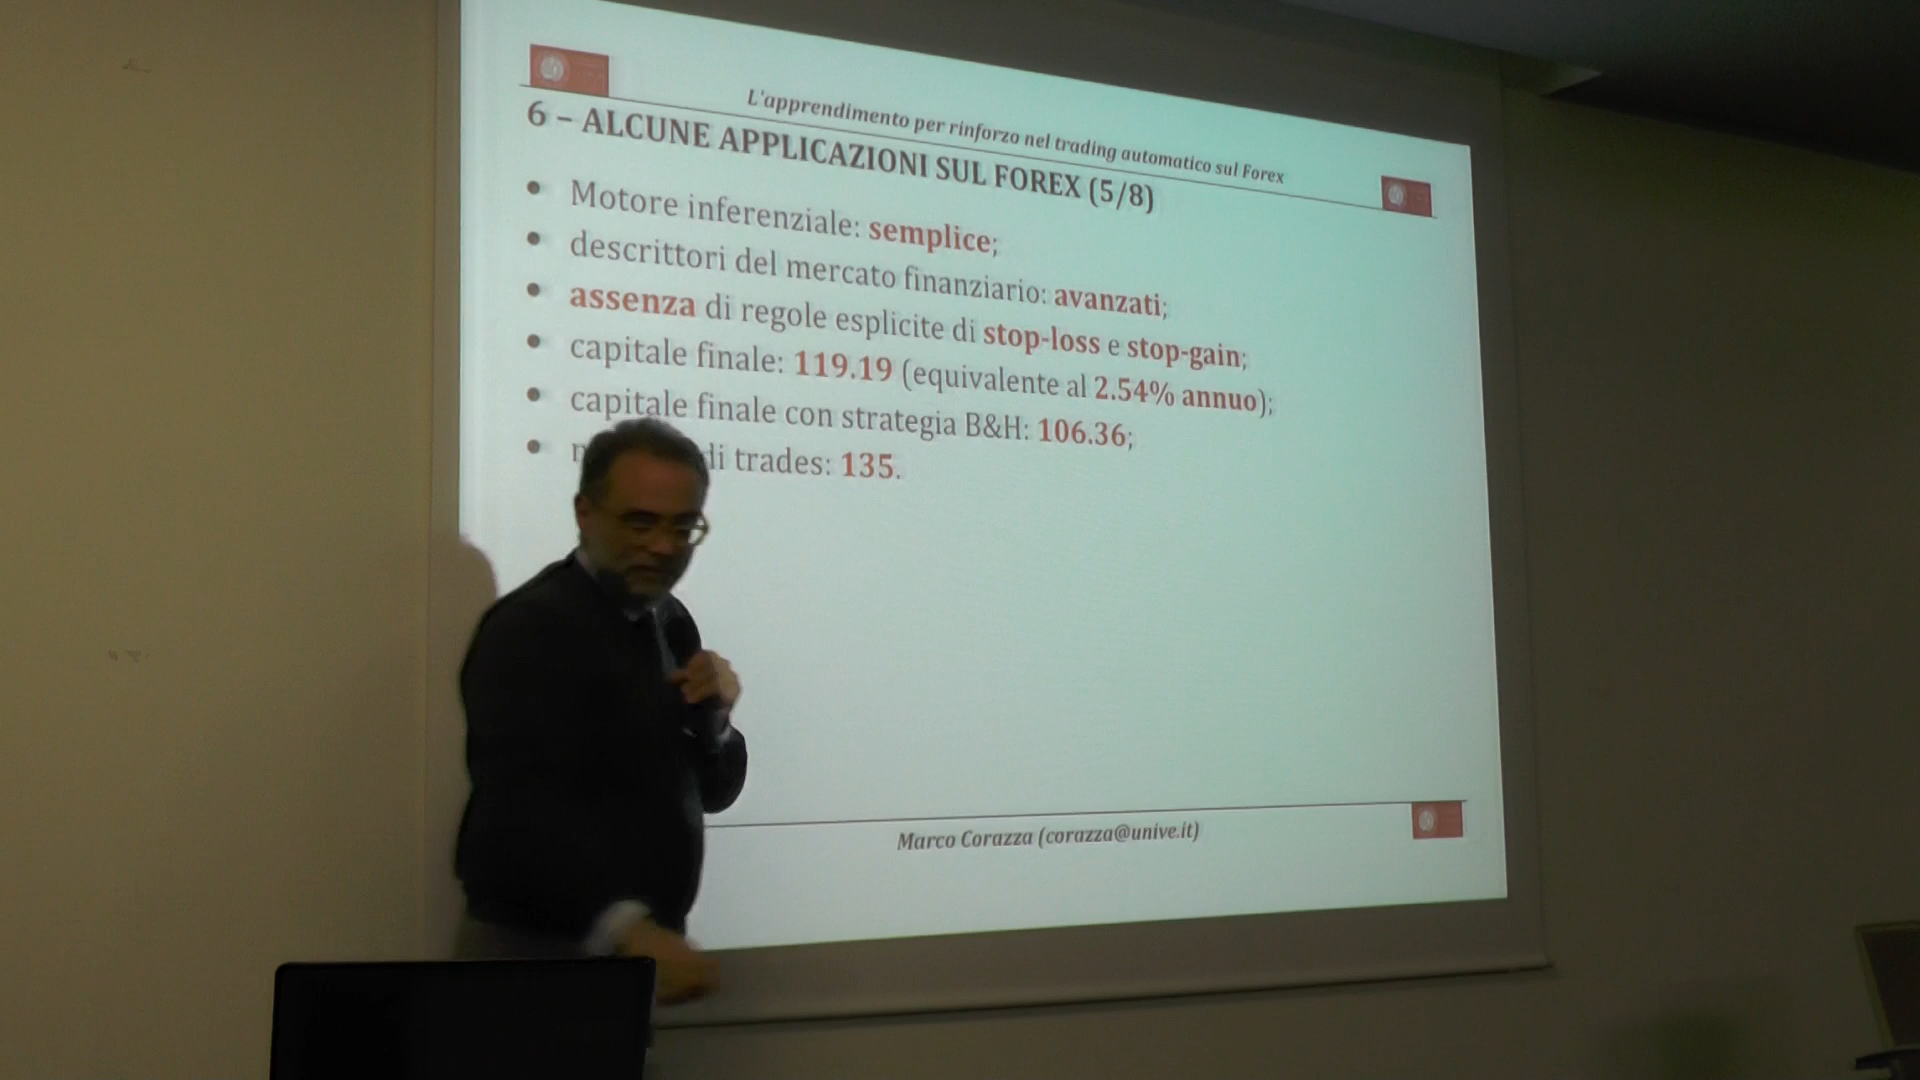 L'apprendimento per rinforzo nel trading automatico sul Forex
6 – ALCUNE APPLICAZIONI SUL FOREX (5/8)
• Motore inferenziale: semplice;
• descrittori del mercato finanziario: avanzati;
• assenza di regole esplicite di stop-loss e stop-gain;
• capitale finale: 119.19 (equivalente al 2.54% annuo);
• capitale finale con strategia B&H: 106.36;
• di trades: 135.
Marco Corazza (corazza@unive.it)